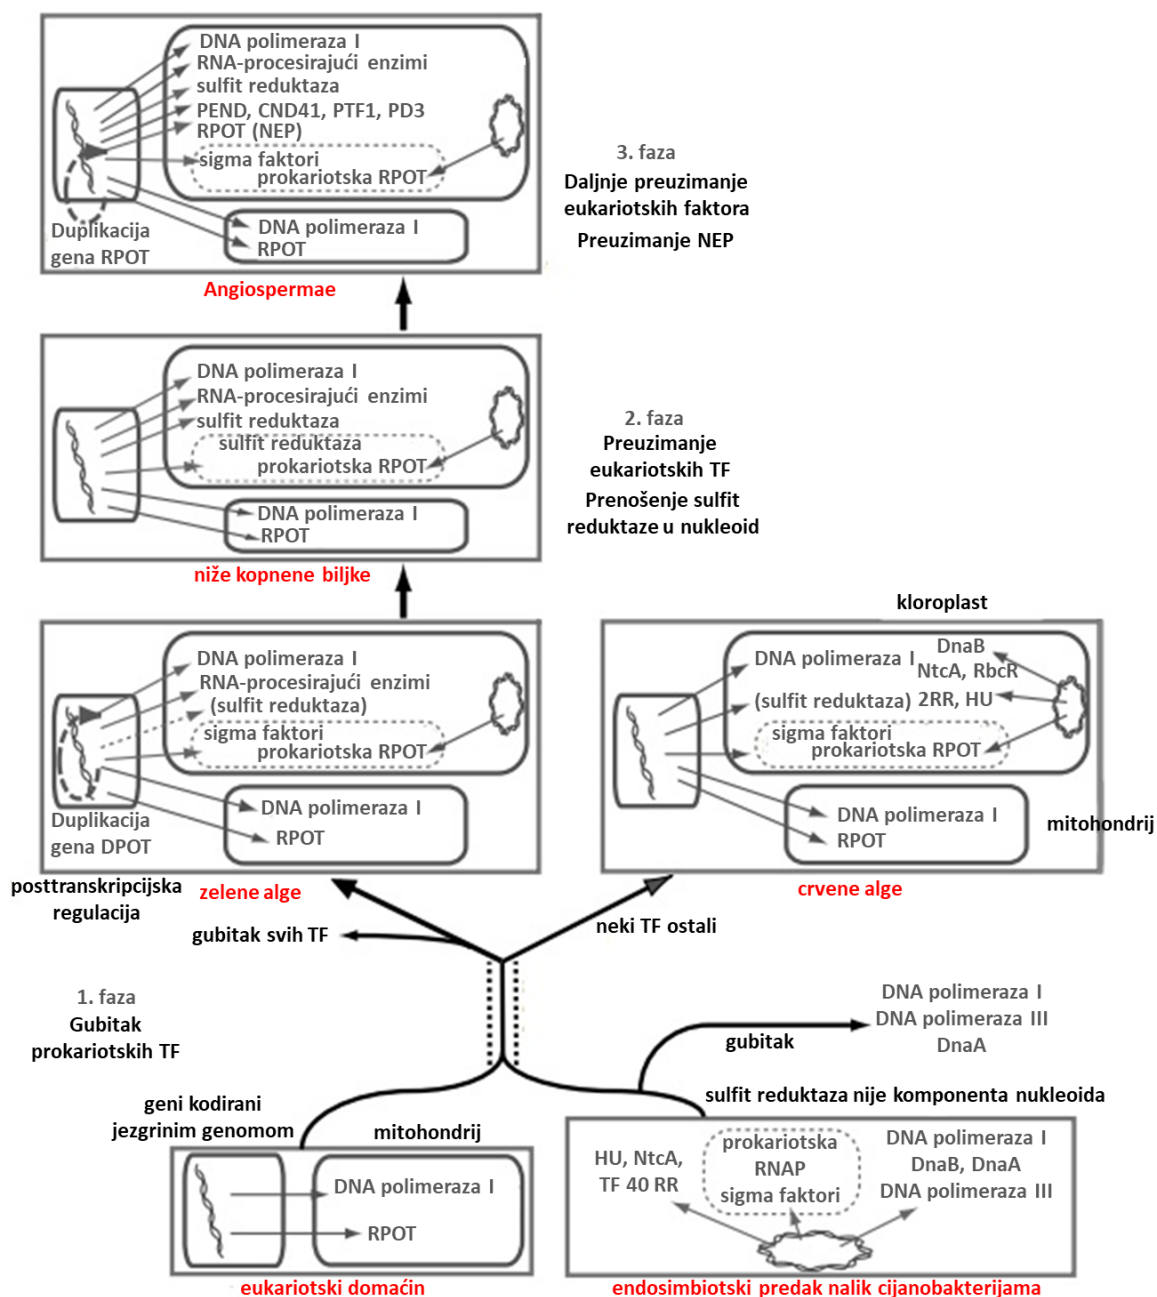 DNA polimeraza I
RNA-procesirajući enzimi
sulfit reduktaza
PEND, CND41, PTF1, PD3
RPOT (NEP)
sigma faktori
prokariotska RPOT
Duplikacija
gena RPOT
DNA polimeraza I
RPOT
Angiospermae
3. faza
Daljnje preuzimanje
eukariotskih faktora
Preuzimanje NEP
DNA polimeraza I
RNA-procesirajući enzimi
sulfit reduktaza
sulfit reduktaza
prokariotska RPOT
DNA polimeraza I
RPOT
niže kopnene biljke
2. faza
Preuzimanje
eukariotskih TF
Prenošenje sulfit
reduktaze u nukleoid
DNA polimeraza I
RNA-procesirajući enzimi
(sulfit reduktaza)
sigma faktori
prokariotska RPOT
Duplikacija
gena DPOT
DNA polimeraza I
RPOT
posttranskripcijska
regulacija
zelene alge
kloroplast
DNA polimeraza I
DnaB
NtcA, RbcR
(sulfit reduktaza)
2RR, HU
sigma faktori
prokariotska RPOT
DNA polimeraza I
RPOT
mitohondrij
crvene alge
gubitak svih TF
neki TF ostali
1. faza
Gubitak
prokariotskih TF
gubitak
DNA polimeraza I
DNA polimeraza III
DnaA
geni kodirani
jezgrinim genomom
mitohondrij
DNA polimeraza I
RPOT
eukariotski domaćin
sulfit reduktaza nije komponenta nukleoida
HU, NtcA,
TF 40 RR
prokariotska
RNAP
sigma faktori
DNA polimeraza I
DnaB, DnaA
DNA polimeraza III
endosimbiotski predak nalik cijanobakterijama